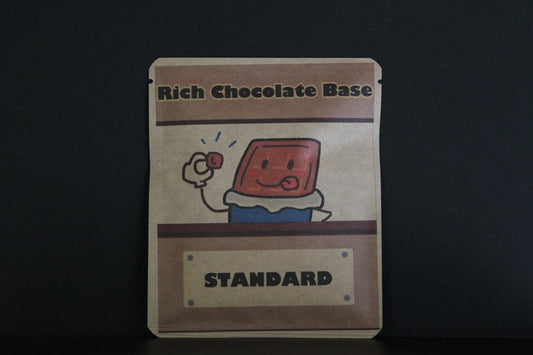 Rich Chocolate Base
L
STANDARD